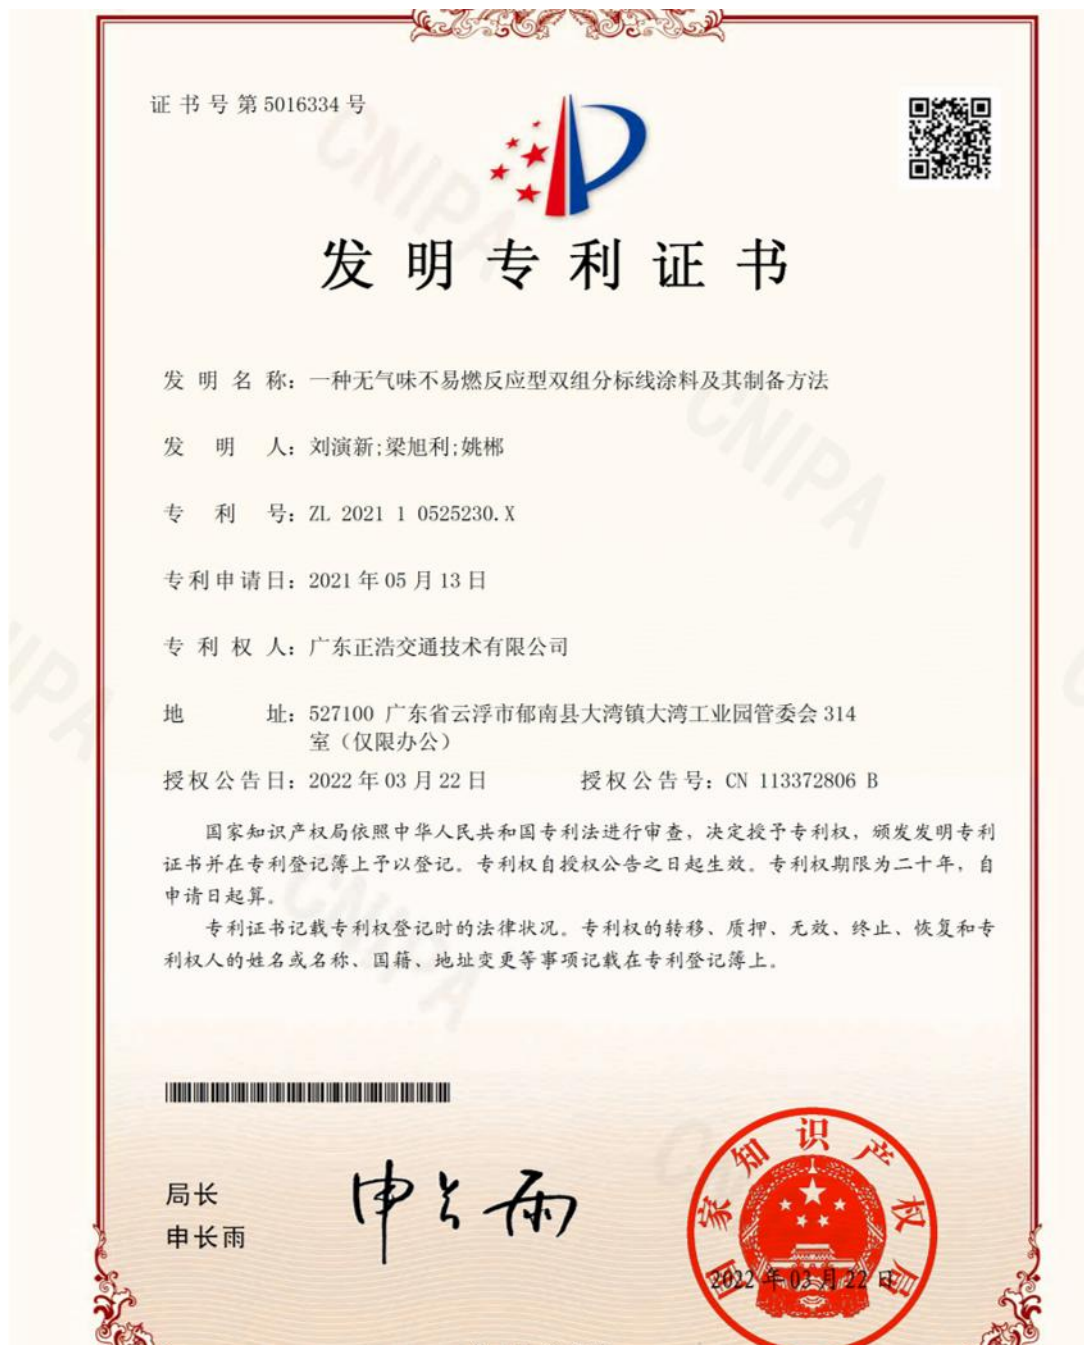 证书号第5016334号
发明专利证书
发明名称：一种无气味不易燃反应型双组分标线涂料及其制备方法
发明人：刘演新;梁旭利;姚郴
专利号：ZL 2021 1 0525230.X
专利申请日：2021年05月13日
专利权人：广东正浩交通技术有限公司
地址：527100 广东省云浮市郁南县大湾镇大湾工业园管委会314
室（仅限办公）
授权公告日：2022年03月22日 授权公告号：CN 113372806 B
国家知识产权局依照中华人民共和国专利法进行审查，决定授予专利权，颁发发明专利
证书并在专利登记簿上予以登记。专利权自授权公告之日起生效。专利权期限为二十年，自
申请日起算。
专利证书记载专利权登记时的法律状况。专利权的转移、质押、无效、终止、恢复和专
利权人的姓名或名称、国籍、地址变更等事项记载在专利登记簿上。
局长
申长雨
申长雨
国家知识产权局
2022年03月22日
CNIPA
CNIPA
CNIPA